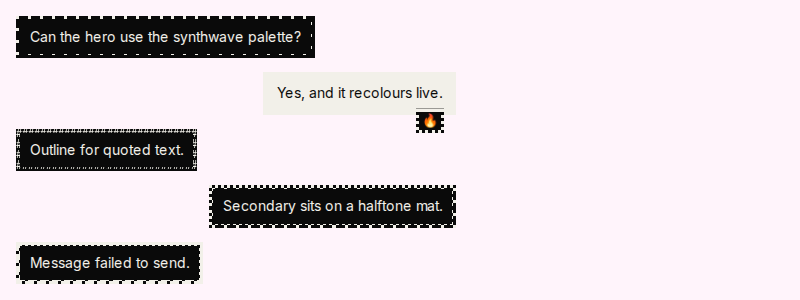 Can the hero use the synthwave palette?
Yes, and it recolours live.
🔥
Outline for quoted text.
Secondary sits on a halftone mat.
Message failed to send.